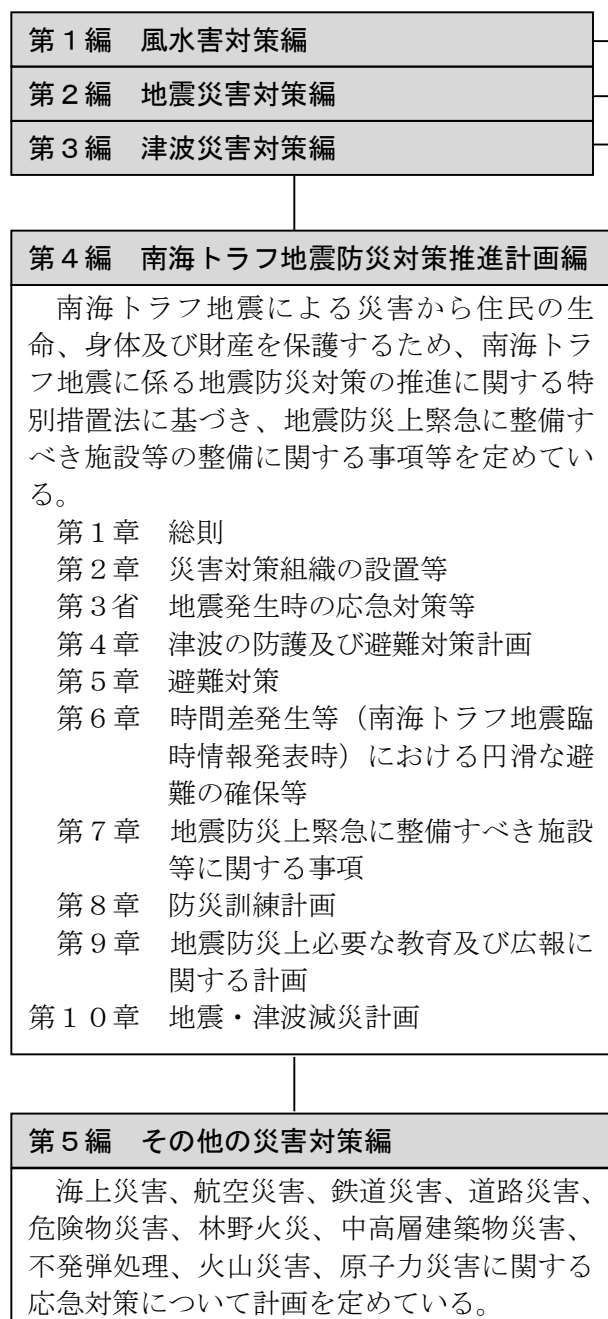 第１編　風水害対策編
第２編　地震災害対策編
第３編　津波災害対策編
第４編　南海トラフ地震防災対策推進計画編
南海トラフ地震による災害から住民の生
命、身体及び財産を保護するため、南海トラ
フ地震に係る地震防災対策の推進に関する特
別措置法に基づき、地震防災上緊急に整備す
べき施設等の整備に関する事項等を定めてい
る。
第１章　総則
第２章　災害対策組織の設置等
第３省　地震発生時の応急対策等
第４章　津波の防護及び避難対策計画
第５章　避難対策
第６章　時間差発生等（南海トラフ地震臨
時情報発表時）における円滑な避
難の確保等
第７章　地震防災上緊急に整備すべき施設
等に関する事項
第８章　防災訓練計画
第９章　地震防災上必要な教育及び広報に
関する計画
第１０章　地震・津波減災計画
第５編　その他の災害対策編
海上災害、航空災害、鉄道災害、道路災害、
危険物災害、林野火災、中高層建築物災害、
不発弾処理、火山災害、原子力災害に関する
応急対策について計画を定めている。